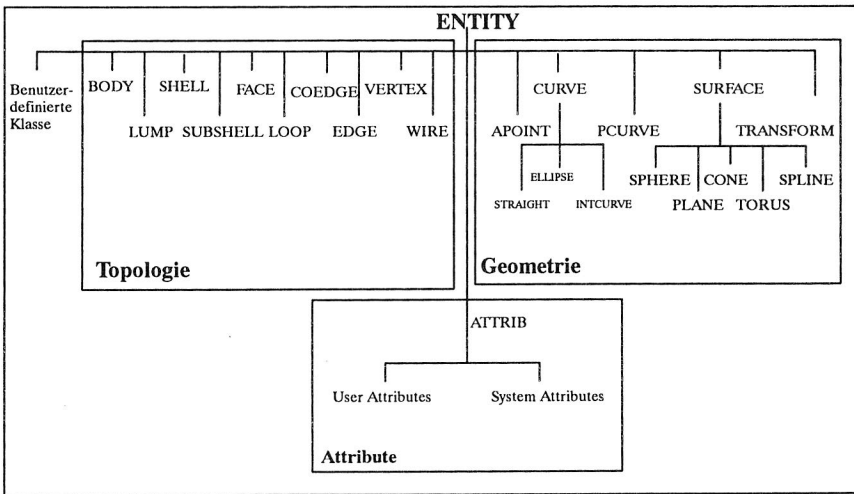 ENTITY
Benutzer-
definierte
Klasse
BODY SHELL FACE COEDGE VERTEX
LUMP SUBSHELL LOOP EDGE WIRE
Topologie
CURVE SURFACE
APOINT PCURVE TRANSFORM
ELLIPSE
STRAIGHT INTCURVE
SPHERE CONE SPLINE
PLANE TORUS
Geometrie
ATTRIB
User Attributes System Attributes
Attribute